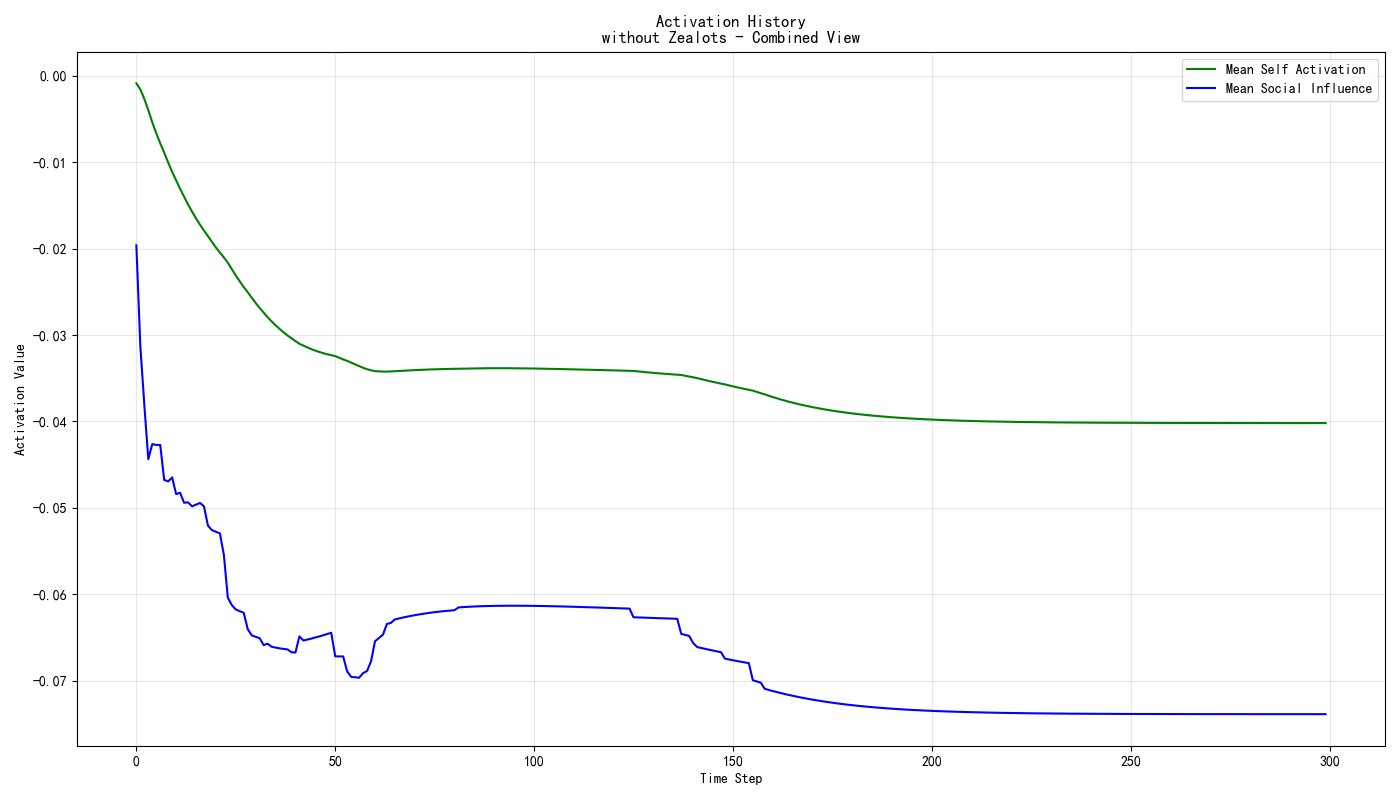 Activation History
without Zealots - Combined View
Mean Self Activation
Mean Social Influence
Activation Value
0.00
−0.01
−0.02
−0.03
−0.04
−0.05
−0.06
−0.07
0 50 100 150 200 250 300
Time Step